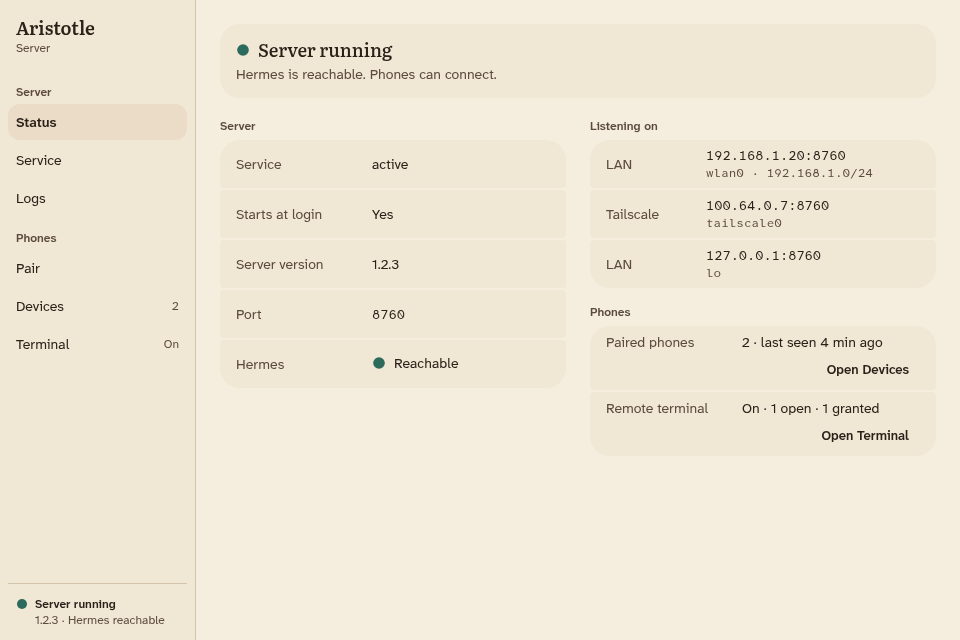 Aristotle
Server
Server
Status
Service
Logs
Phones
Pair
Devices 2
Terminal On
Server running
1.2.3 · Hermes reachable
Server running
Hermes is reachable. Phones can connect.
Server
Service active
Starts at login Yes
Server version 1.2.3
Port 8760
Hermes Reachable
Listening on
LAN 192.168.1.20:8760
wlan0 · 192.168.1.0/24
Tailscale 100.64.0.7:8760
tailscale0
LAN 127.0.0.1:8760
lo
Phones
Paired phones 2 · last seen 4 min ago
Open Devices
Remote terminal On · 1 open · 1 granted
Open Terminal